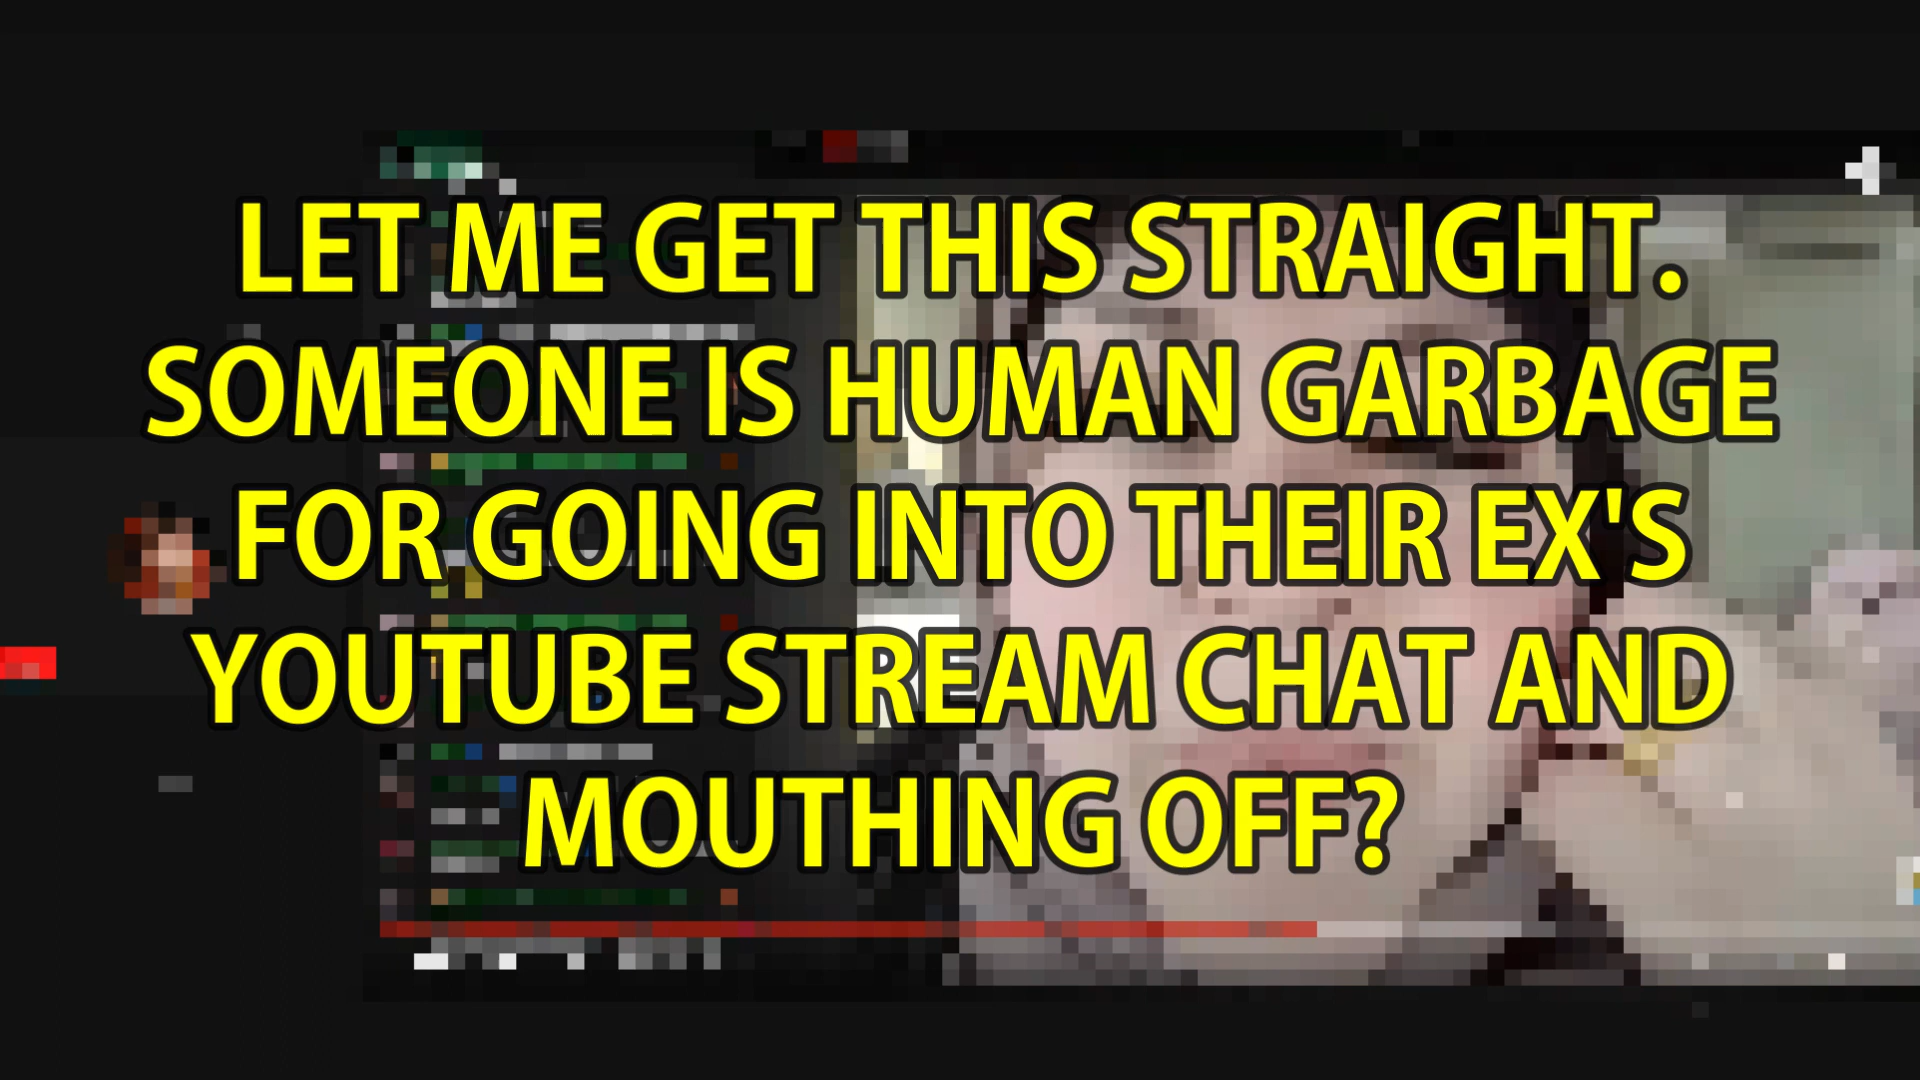 LET ME GET THIS STRAIGHT.
SOMEONE IS HUMAN GARBAGE
FOR GOING INTO THEIR EX'S
YOUTUBE STREAM CHAT AND
MOUTHING OFF?